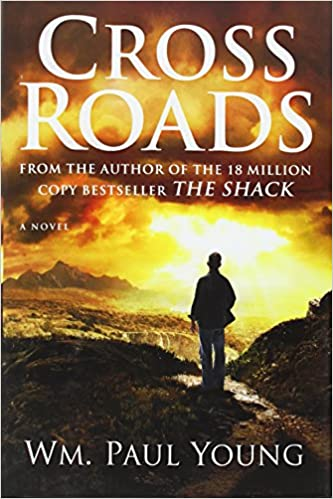 CROSS
ROADS
FROM THE AUTHOR OF THE 18 MILLION
COPY BESTSELLER THE SHACK
A NOVEL
WM. PAUL YOUNG